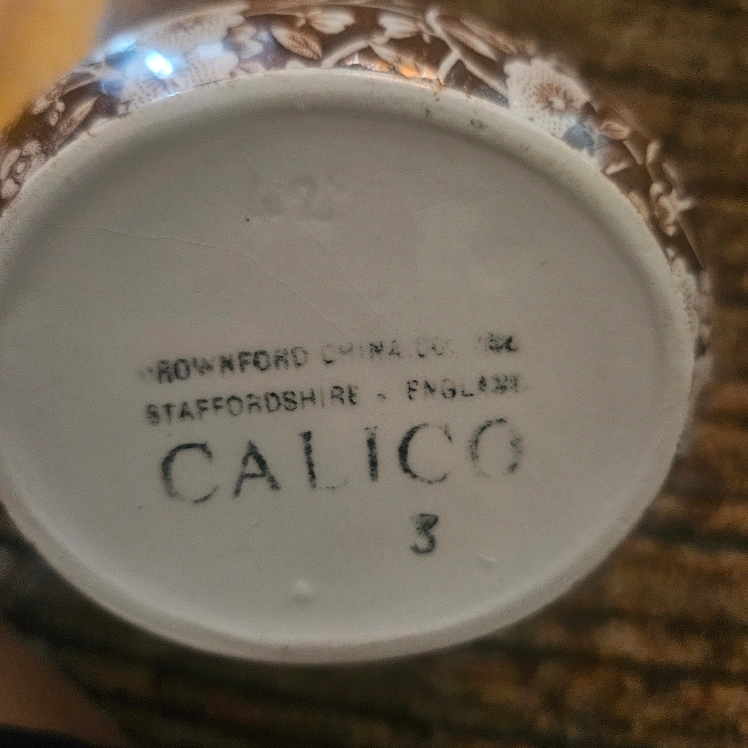 CROWNFORD CHINA CO. INC.
STAFFORDSHIRE - ENGLAND
CALICO
3